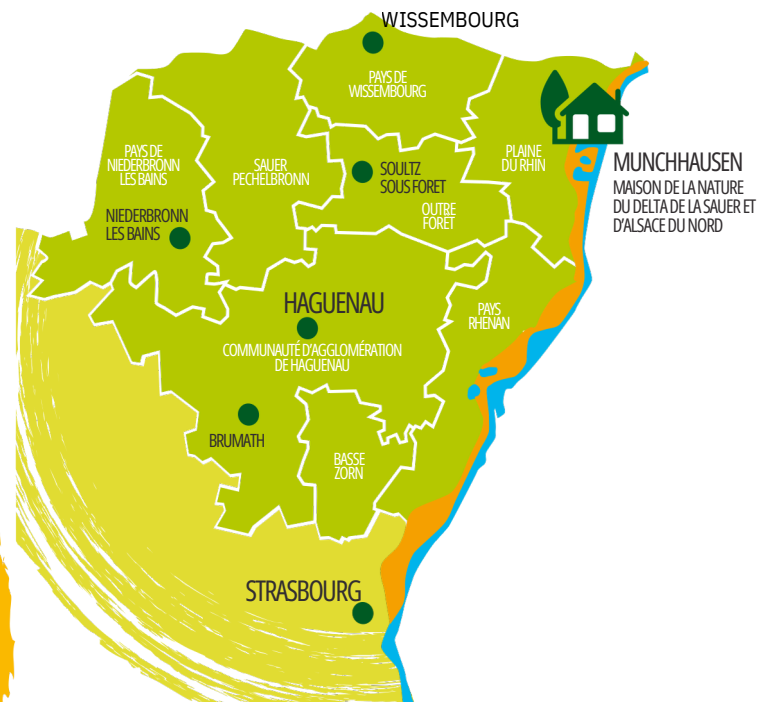 WISSEMBOURG
PAYS DE
WISSEMBOURG
PAYS DE
NIEDERBRONN
LES BAINS
SAUER
PECHELBRONN
SOULTZ
SOUS FORET
PLAINE
DU RHIN
MUNCHHAUSEN
MAISON DE LA NATURE
DU DELTA DE LA SAUER ET
D'ALSACE DU NORD
NIEDERBRONN
LES BAINS
OUTRE
FORET
HAGUENAU
PAYS
RHENAN
COMMUNAUTÉ D'AGGLOMÉRATION
DE HAGUENAU
BRUMATH
BASSE
ZORN
STRASBOURG